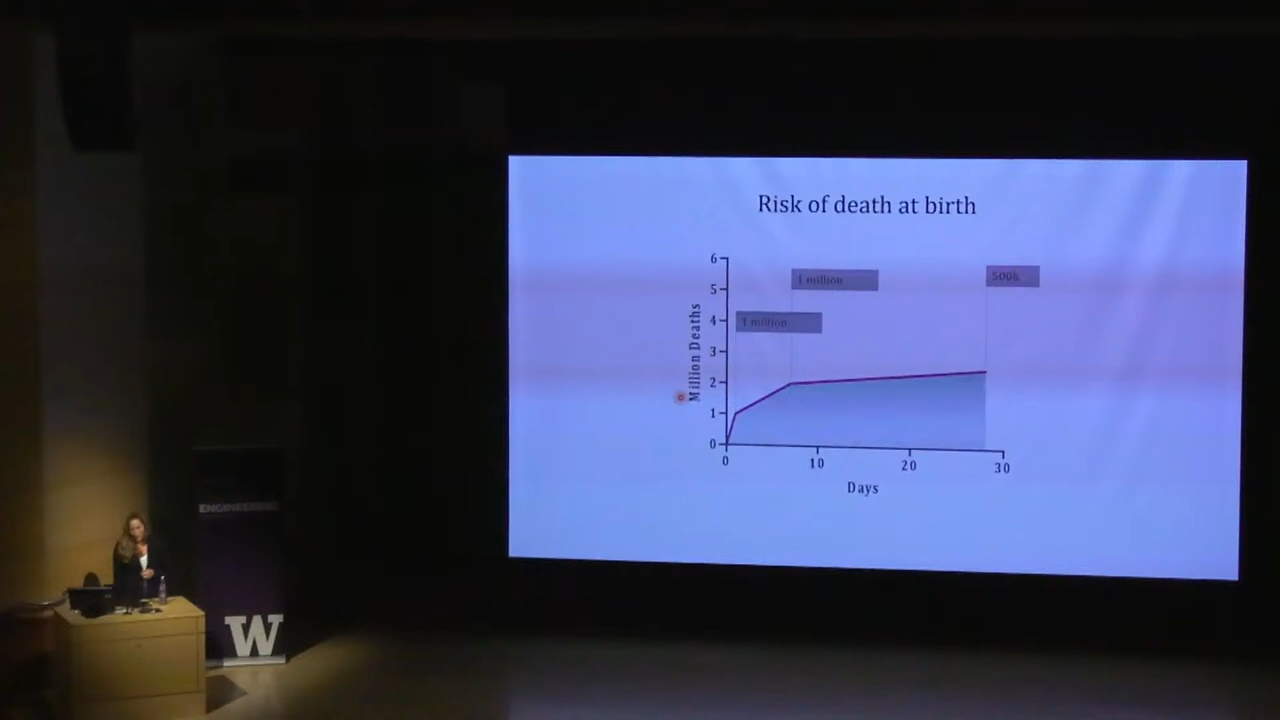 Risk of death at birth
6
1 million
500k
5
4
1 million
3
2
1
0
Million Deaths
0
10
20
30
Days
ENGINEERING
W